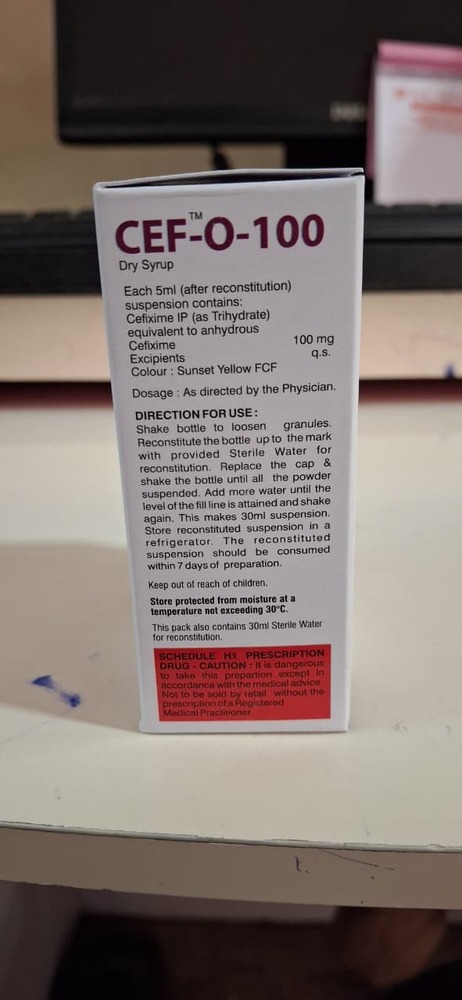 CEF™-O-100
Dry Syrup
Each 5ml (after reconstitution)
suspension contains:
Cefixime IP (as Trihydrate)
equivalent to anhydrous
Cefixime 100 mg
Excipients q.s.
Colour : Sunset Yellow FCF
Dosage : As directed by the Physician.
DIRECTION FOR USE :
Shake bottle to loosen granules.
Reconstitute the bottle up to the mark
with provided Sterile Water for
reconstitution. Replace the cap &
shake the bottle until all the powder
suspended. Add more water until the
level of the fill line is attained and shake
again. This makes 30ml suspension.
Store reconstituted suspension in a
refrigerator. The reconstituted
suspension should be consumed
within 7 days of preparation.
Keep out of reach of children.
Store protected from moisture at a
temperature not exceeding 30°C.
This pack also contains 30ml Sterile Water
for reconstitution.
SCHEDULE H1 PRESCRIPTION
DRUG - CAUTION : It is dangerous
to take this prepartion except in
accordance with the medical advice.
Not to be sold by retail without the
prescription of a Registered
Medical Practitioner.